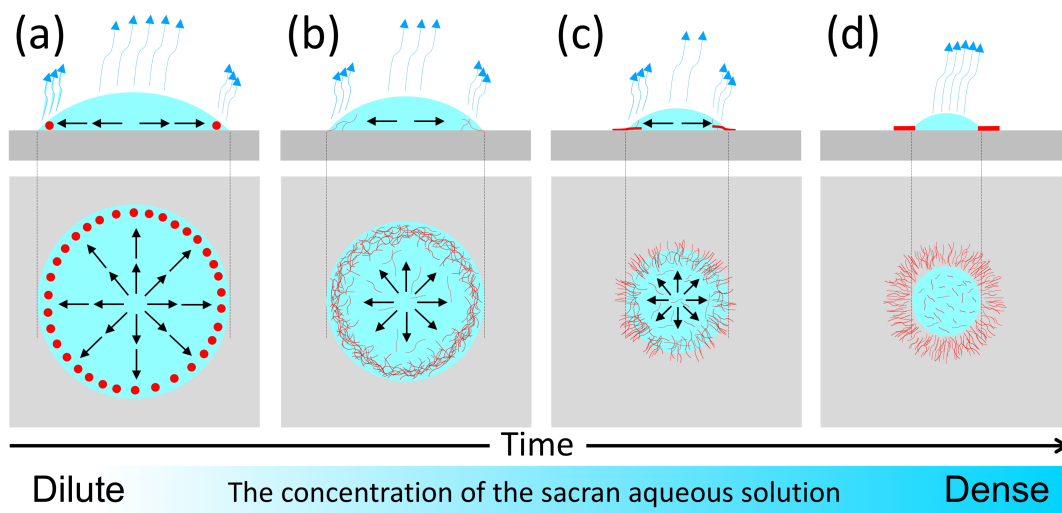 (a)
(b)
(c)
(d)
Time
Dilute
The concentration of the sacran aqueous solution
Dense